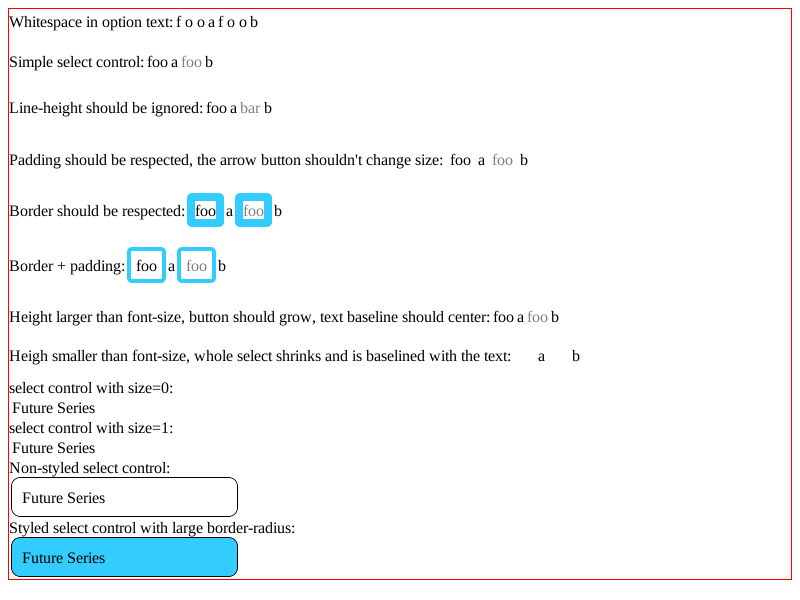 Whitespace in option text: f o o a f o o b
Simple select control: foo a foo b
Line-height should be ignored: foo a bar b
Padding should be respected, the arrow button shouldn't change size: foo a foo b
Border should be respected: foo a foo b
Border + padding: foo a foo b
Height larger than font-size, button should grow, text baseline should center: foo a foo b
Heigh smaller than font-size, whole select shrinks and is baselined with the text: a b
select control with size=0:
Future Series
select control with size=1:
Future Series
Non-styled select control:
Future Series
Styled select control with large border-radius:
Future Series